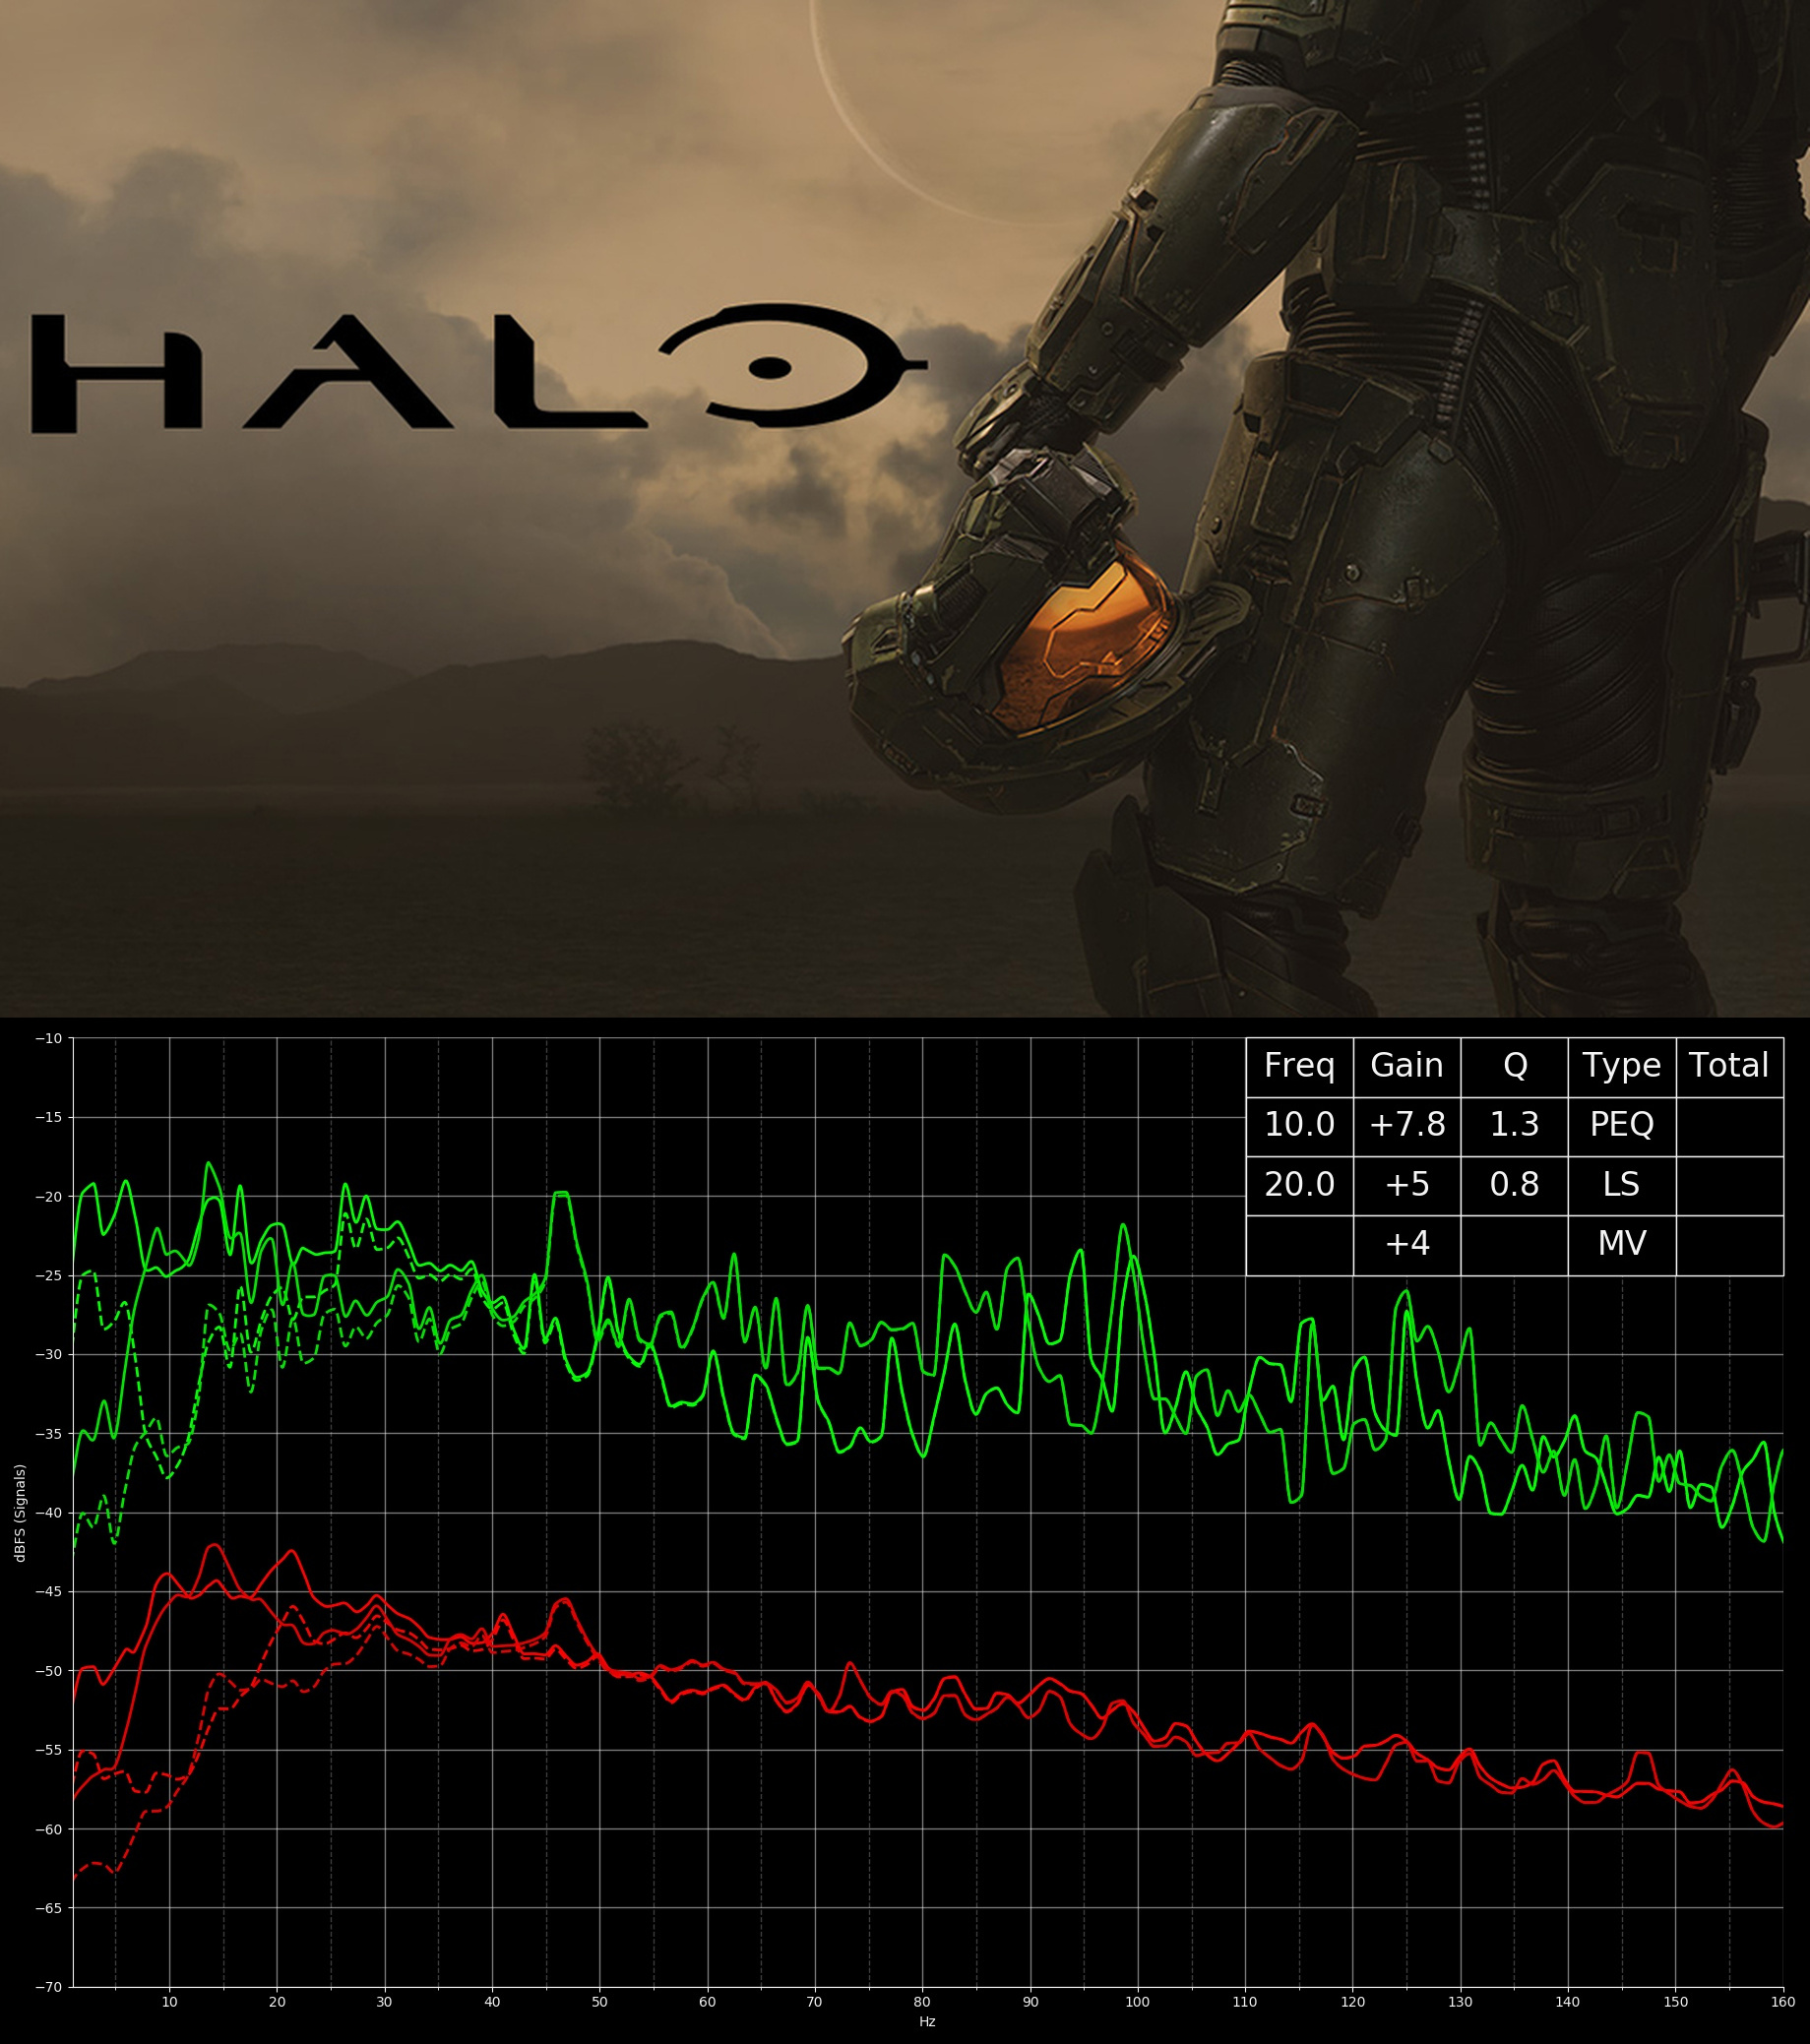 HALO
Freq Gain Q Type Total
10.0 +7.8 1.3 PEQ
20.0 +5 0.8 LS
+4 MV
−10
−15
−20
−25
−30
−35
−40
−45
−50
−55
−60
−65
−70
dBFS (Signals)
10 20 30 40 50 60 70 80 90 100 110 120 130 140 150 160
Hz